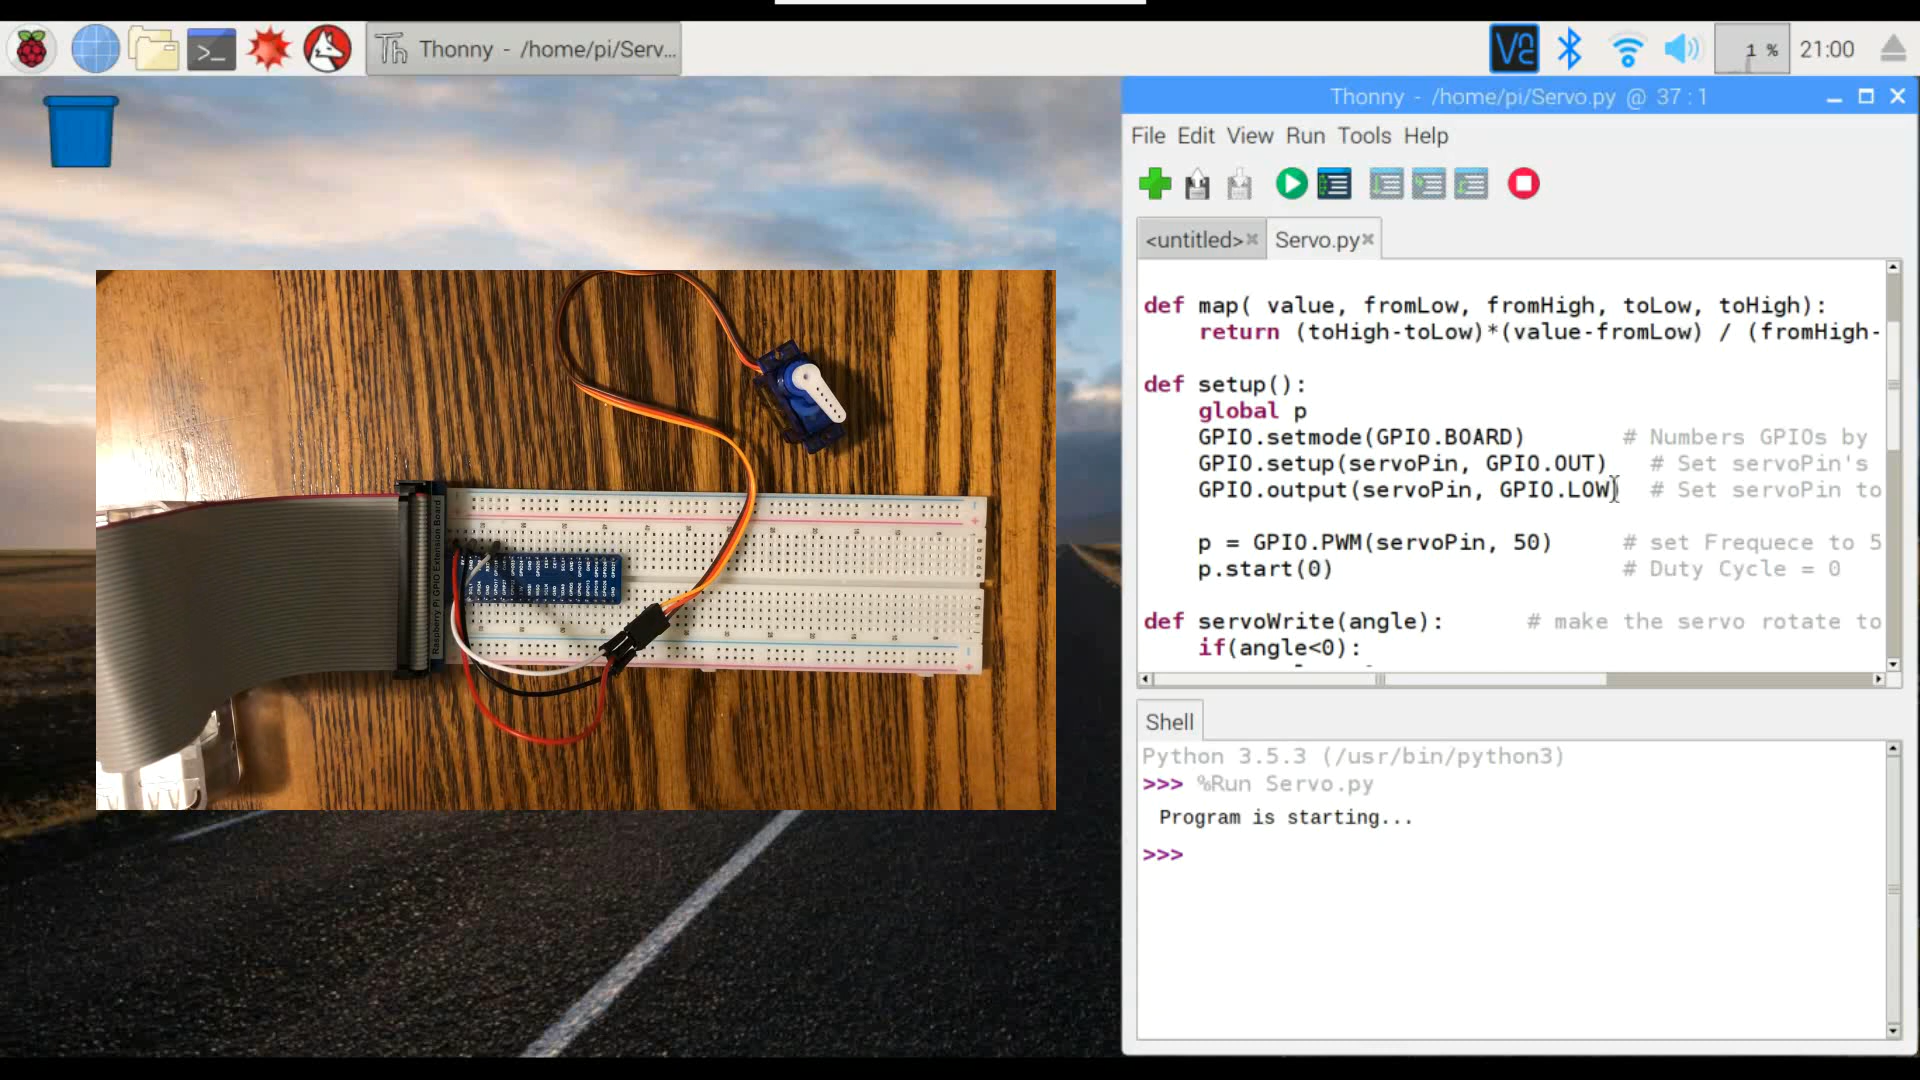 Thonny - /home/pi/Serv...
1 %
21:00
Thonny - /home/pi/Servo.py @ 37 : 1
File Edit View Run Tools Help
<untitled> Servo.py
def map( value, fromLow, fromHigh, toLow, toHigh):
return (toHigh-toLow)*(value-fromLow) / (fromHigh-
def setup():
global p
GPIO.setmode(GPIO.BOARD) # Numbers GPIOs by
GPIO.setup(servoPin, GPIO.OUT) # Set servoPin's
GPIO.output(servoPin, GPIO.LOW) # Set servoPin to
p = GPIO.PWM(servoPin, 50) # set Frequece to 5
p.start(0) # Duty Cycle = 0
def servoWrite(angle): # make the servo rotate to
if(angle<0):
Shell
Python 3.5.3 (/usr/bin/python3)
>>> %Run Servo.py
Program is starting...
>>>
Raspberry Pi GPIO Extension Board